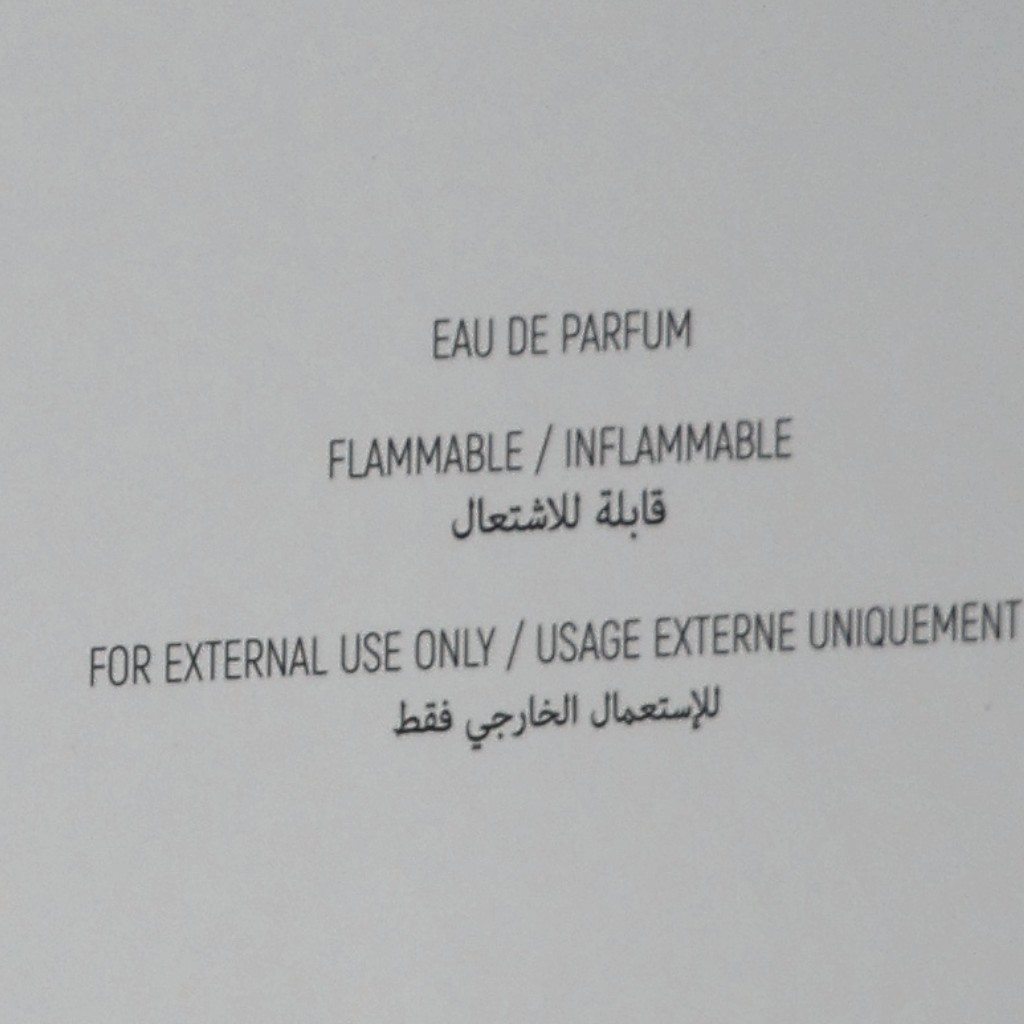 EAU DE PARFUM
FLAMMABLE / INFLAMMABLE
قابلة للاشتعال
FOR EXTERNAL USE ONLY / USAGE EXTERNE UNIQUEMENT
للإستعمال الخارجي فقط